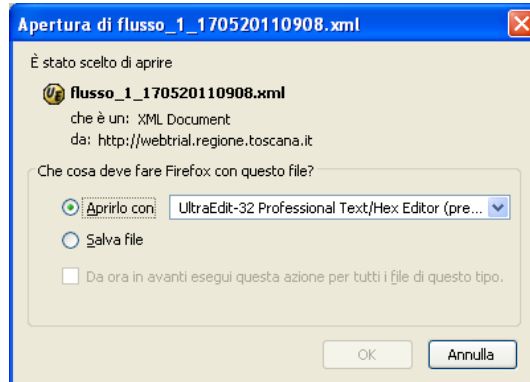 Apertura di flusso_1_170520110908.xml
È stato scelto di aprire
flusso_1_170520110908.xml
che è un: XML Document
da: http://webtrial.regione.toscana.it
Che cosa deve fare Firefox con questo file?
Aprirlo con UltraEdit-32 Professional Text/Hex Editor (pre...
Salva file
Da ora in avanti esegui questa azione per tutti i file di questo tipo.
OK Annulla